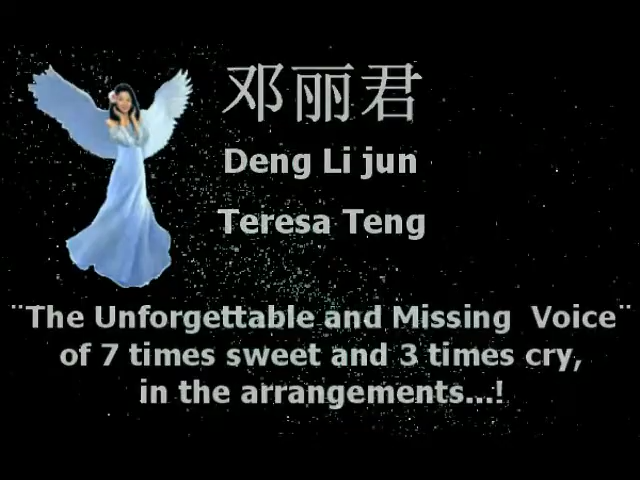 邓丽君
Deng Li jun
Teresa Teng
¨The Unforgettable and Missing  Voice¨
of 7 times sweet and 3 times cry,
in the arrangements...!